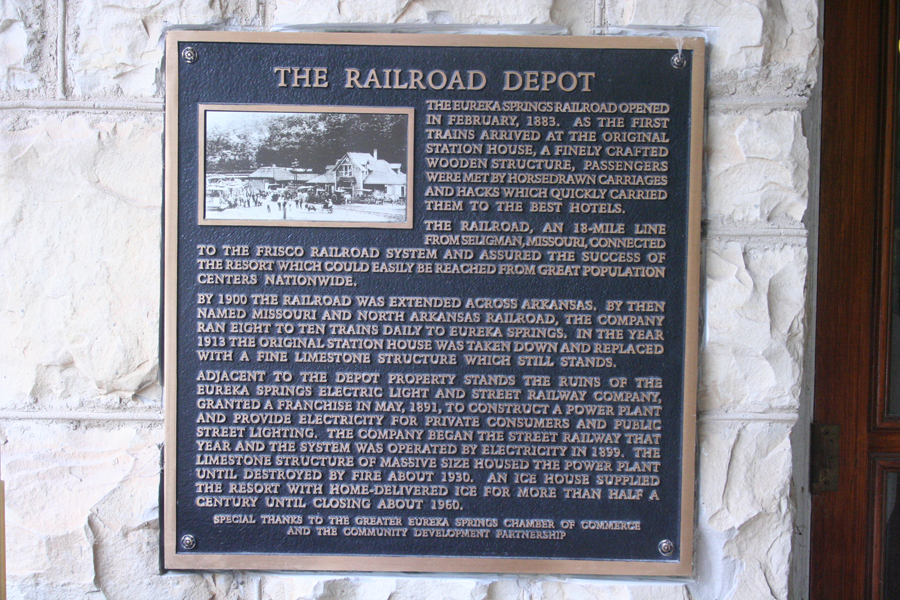 THE RAILROAD DEPOT
THE EUREKA SPRINGS RAILROAD OPENED
IN FEBRUARY, 1883. AS THE FIRST
TRAINS ARRIVED AT THE ORIGINAL
STATION HOUSE, A FINELY CRAFTED
WOODEN STRUCTURE, PASSENGERS
WERE MET BY HORSEDRAWN CARRIAGES
AND HACKS WHICH QUICKLY CARRIED
THEM TO THE BEST HOTELS.
THE RAILROAD, AN 18-MILE LINE
FROM SELIGMAN, MISSOURI, CONNECTED
TO THE FRISCO RAILROAD SYSTEM AND ASSURED THE SUCCESS OF
THE RESORT WHICH COULD EASILY BE REACHED FROM GREAT POPULATION
CENTERS NATIONWIDE.
BY 1900 THE RAILROAD WAS EXTENDED ACROSS ARKANSAS. BY THEN
NAMED MISSOURI AND NORTH ARKANSAS RAILROAD, THE COMPANY
RAN EIGHT TO TEN TRAINS DAILY TO EUREKA SPRINGS, IN THE YEAR
1913 THE ORIGINAL STATION HOUSE WAS TAKEN DOWN AND REPLACED
WITH A FINE LIMESTONE STRUCTURE WHICH STILL STANDS.
ADJACENT TO THE DEPOT PROPERTY STANDS THE RUINS OF THE
EUREKA SPRINGS ELECTRIC LIGHT AND STREET RAILWAY COMPANY,
GRANTED A FRANCHISE IN MAY, 1891, TO CONSTRUCT A POWER PLANT
AND PROVIDE ELECTRICITY FOR PRIVATE CONSUMERS AND PUBLIC
STREET LIGHTING. THE COMPANY BEGAN THE STREET RAILWAY THAT
YEAR AND THE SYSTEM WAS OPERATED BY ELECTRICITY IN 1899. THE
LIMESTONE STRUCTURE OF MASSIVE SIZE HOUSED THE POWER PLANT
UNTIL DESTROYED BY FIRE ABOUT 1930. AN ICE HOUSE SUPPLIED
THE RESORT WITH HOME-DELIVERED ICE FOR MORE THAN HALF A
CENTURY UNTIL CLOSING ABOUT 1960.
SPECIAL THANKS TO THE GREATER EUREKA SPRINGS CHAMBER OF COMMERCE
AND THE COMMUNITY DEVELOPMENT PARTNERSHIP